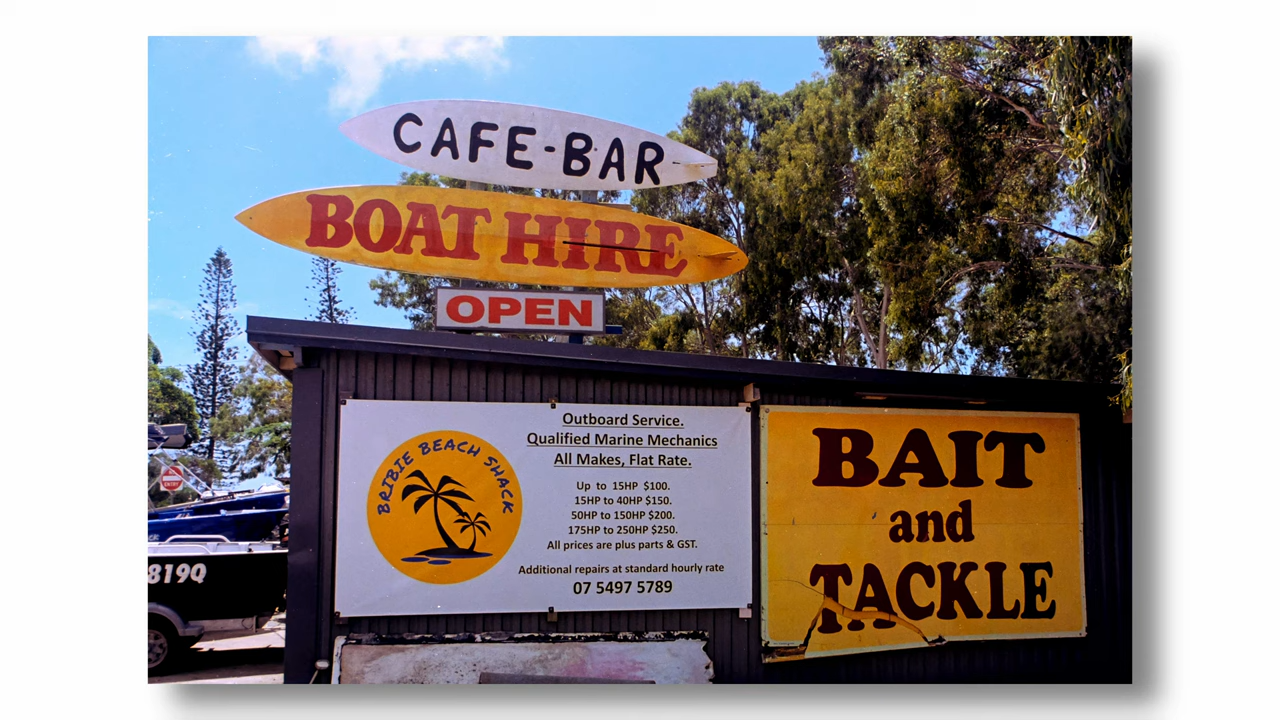 CAFE-BAR
BOAT HIRE
OPEN
BRIBIE BEACH SHACK
Outboard Service.
Qualified Marine Mechanics
All Makes, Flat Rate.
Up to 15HP $100.
15HP to 40HP $150.
50HP to 150HP $200.
175HP to 250HP $250.
All prices are plus parts & GST.
Additional repairs at standard hourly rate
07 5497 5789
BAIT
and
TACKLE
ENTRY
819Q